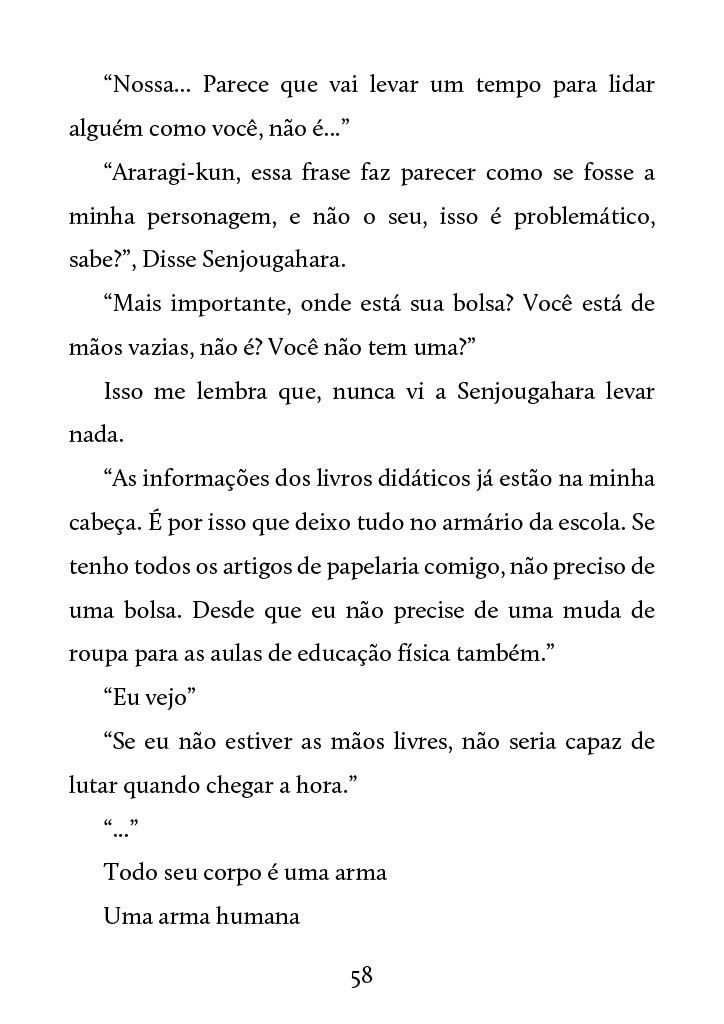 “Nossa... Parece que vai levar um tempo para lidar
alguém como você, não é...”
“Araragi-kun, essa frase faz parecer como se fosse a
minha personagem, e não o seu, isso é problemático,
sabe?”, Disse Senjougahara.
“Mais importante, onde está sua bolsa? Você está de
mãos vazias, não é? Você não tem uma?”
Isso me lembra que, nunca vi a Senjougahara levar
nada.
“As informações dos livros didáticos já estão na minha
cabeça. É por isso que deixo tudo no armário da escola. Se
tenho todos os artigos de papelaria comigo, não preciso de
uma bolsa. Desde que eu não precise de uma muda de
roupa para as aulas de educação física também.”
“Eu vejo”
“Se eu não estiver as mãos livres, não seria capaz de
lutar quando chegar a hora.”
“...”
Todo seu corpo é uma arma
Uma arma humana
58